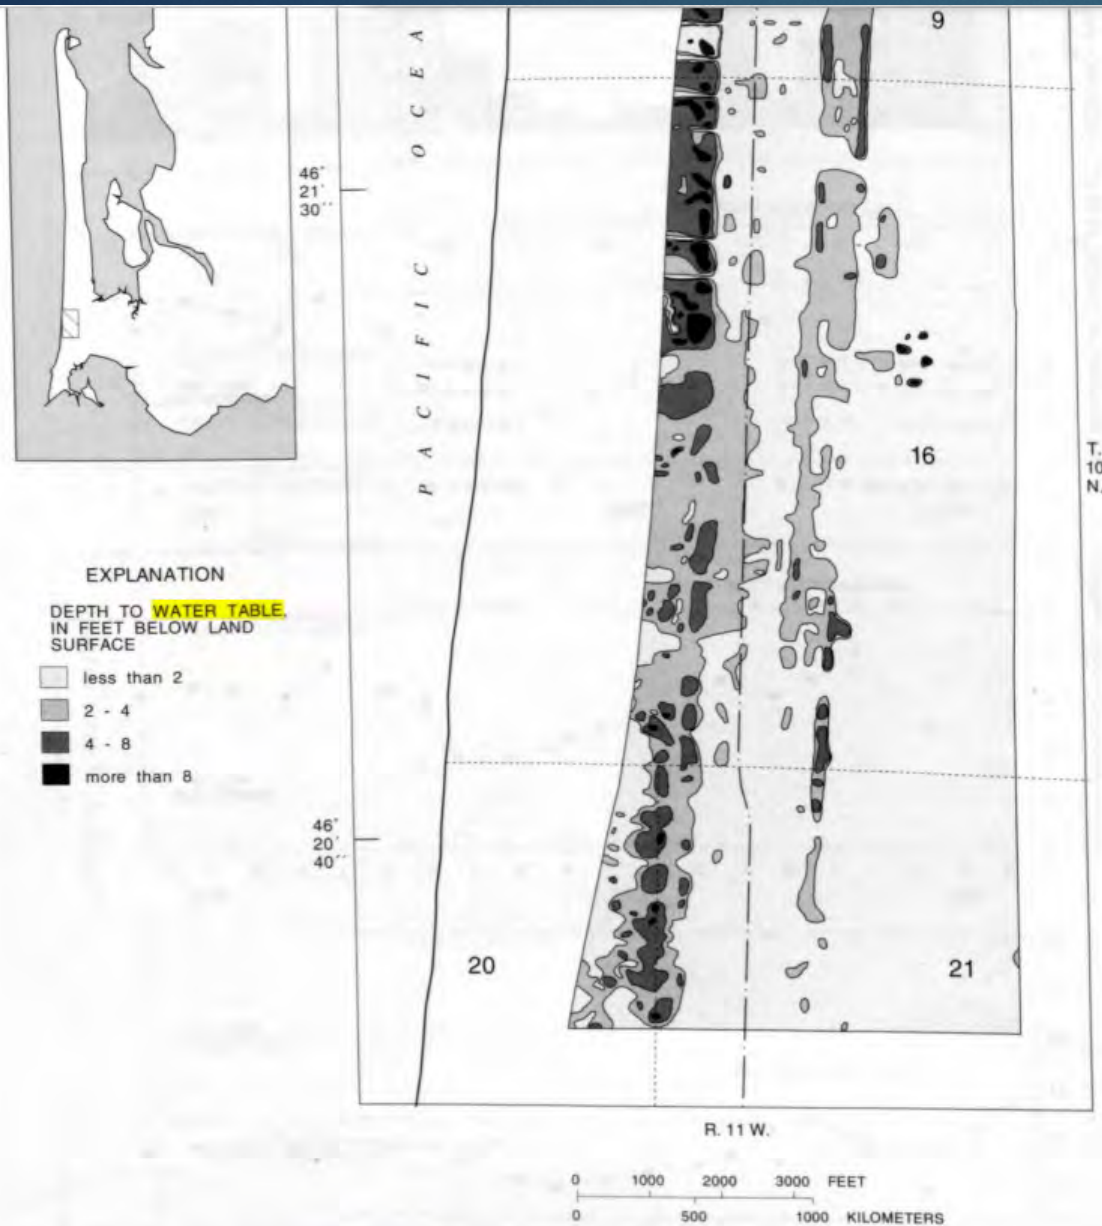 9
PACIFIC OCEA
46°
21'
30''
16
T.
10
N.
EXPLANATION
DEPTH TO WATER TABLE,
IN FEET BELOW LAND
SURFACE
less than 2
2 - 4
4 - 8
more than 8
46°
20'
40''
20
21
R. 11 W.
0 1000 2000 3000 FEET
0 500 1000 KILOMETERS